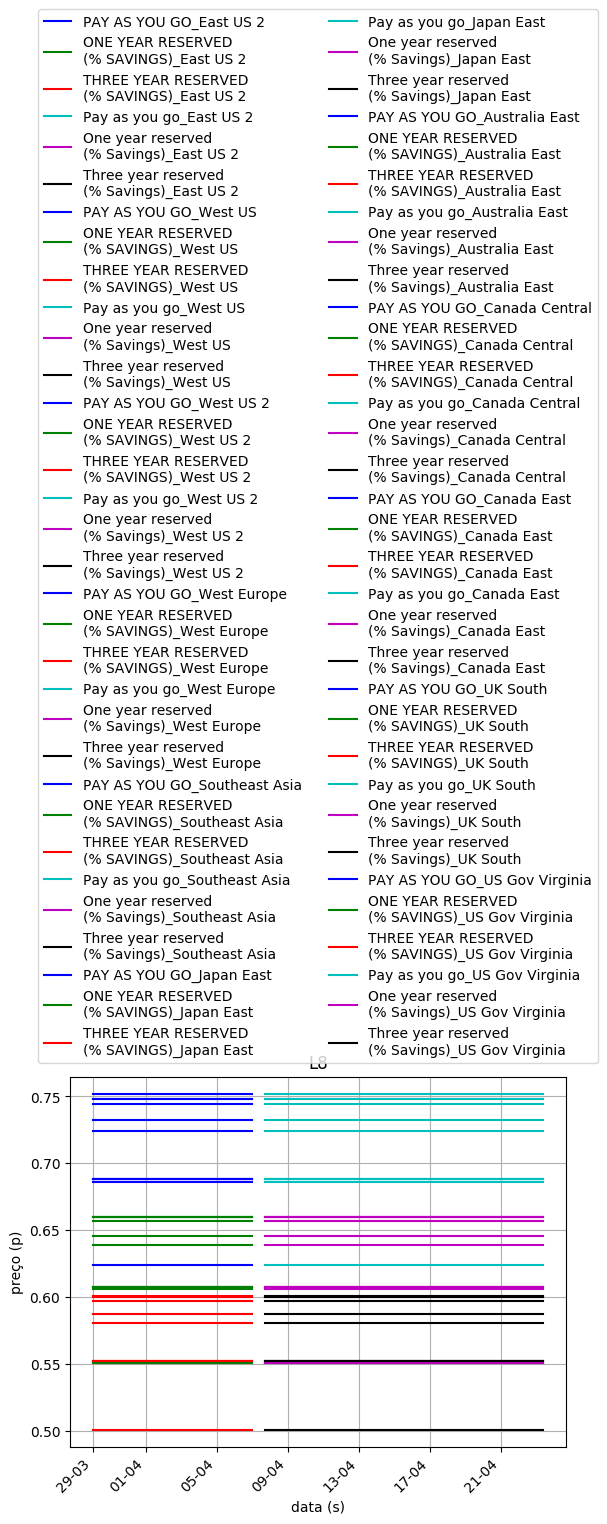 PAY AS YOU GO_East US 2
ONE YEAR RESERVED
(% SAVINGS)_East US 2
THREE YEAR RESERVED
(% SAVINGS)_East US 2
Pay as you go_East US 2
One year reserved
(% Savings)_East US 2
Three year reserved
(% Savings)_East US 2
PAY AS YOU GO_West US
ONE YEAR RESERVED
(% SAVINGS)_West US
THREE YEAR RESERVED
(% SAVINGS)_West US
Pay as you go_West US
One year reserved
(% Savings)_West US
Three year reserved
(% Savings)_West US
PAY AS YOU GO_West US 2
ONE YEAR RESERVED
(% SAVINGS)_West US 2
THREE YEAR RESERVED
(% SAVINGS)_West US 2
Pay as you go_West US 2
One year reserved
(% Savings)_West US 2
Three year reserved
(% Savings)_West US 2
PAY AS YOU GO_West Europe
ONE YEAR RESERVED
(% SAVINGS)_West Europe
THREE YEAR RESERVED
(% SAVINGS)_West Europe
Pay as you go_West Europe
One year reserved
(% Savings)_West Europe
Three year reserved
(% Savings)_West Europe
PAY AS YOU GO_Southeast Asia
ONE YEAR RESERVED
(% SAVINGS)_Southeast Asia
THREE YEAR RESERVED
(% SAVINGS)_Southeast Asia
Pay as you go_Southeast Asia
One year reserved
(% Savings)_Southeast Asia
Three year reserved
(% Savings)_Southeast Asia
PAY AS YOU GO_Japan East
ONE YEAR RESERVED
(% SAVINGS)_Japan East
THREE YEAR RESERVED
(% SAVINGS)_Japan East
Pay as you go_Japan East
One year reserved
(% Savings)_Japan East
Three year reserved
(% Savings)_Japan East
PAY AS YOU GO_Australia East
ONE YEAR RESERVED
(% SAVINGS)_Australia East
THREE YEAR RESERVED
(% SAVINGS)_Australia East
Pay as you go_Australia East
One year reserved
(% Savings)_Australia East
Three year reserved
(% Savings)_Australia East
PAY AS YOU GO_Canada Central
ONE YEAR RESERVED
(% SAVINGS)_Canada Central
THREE YEAR RESERVED
(% SAVINGS)_Canada Central
Pay as you go_Canada Central
One year reserved
(% Savings)_Canada Central
Three year reserved
(% Savings)_Canada Central
PAY AS YOU GO_Canada East
ONE YEAR RESERVED
(% SAVINGS)_Canada East
THREE YEAR RESERVED
(% SAVINGS)_Canada East
Pay as you go_Canada East
One year reserved
(% Savings)_Canada East
Three year reserved
(% Savings)_Canada East
PAY AS YOU GO_UK South
ONE YEAR RESERVED
(% SAVINGS)_UK South
THREE YEAR RESERVED
(% SAVINGS)_UK South
Pay as you go_UK South
One year reserved
(% Savings)_UK South
Three year reserved
(% Savings)_UK South
PAY AS YOU GO_US Gov Virginia
ONE YEAR RESERVED
(% SAVINGS)_US Gov Virginia
THREE YEAR RESERVED
(% SAVINGS)_US Gov Virginia
Pay as you go_US Gov Virginia
One year reserved
(% Savings)_US Gov Virginia
Three year reserved
(% Savings)_US Gov Virginia
L8
0.75
0.70
0.65
0.60
0.55
0.50
preço (p)
29-03
01-04
05-04
09-04
13-04
17-04
21-04
data (s)